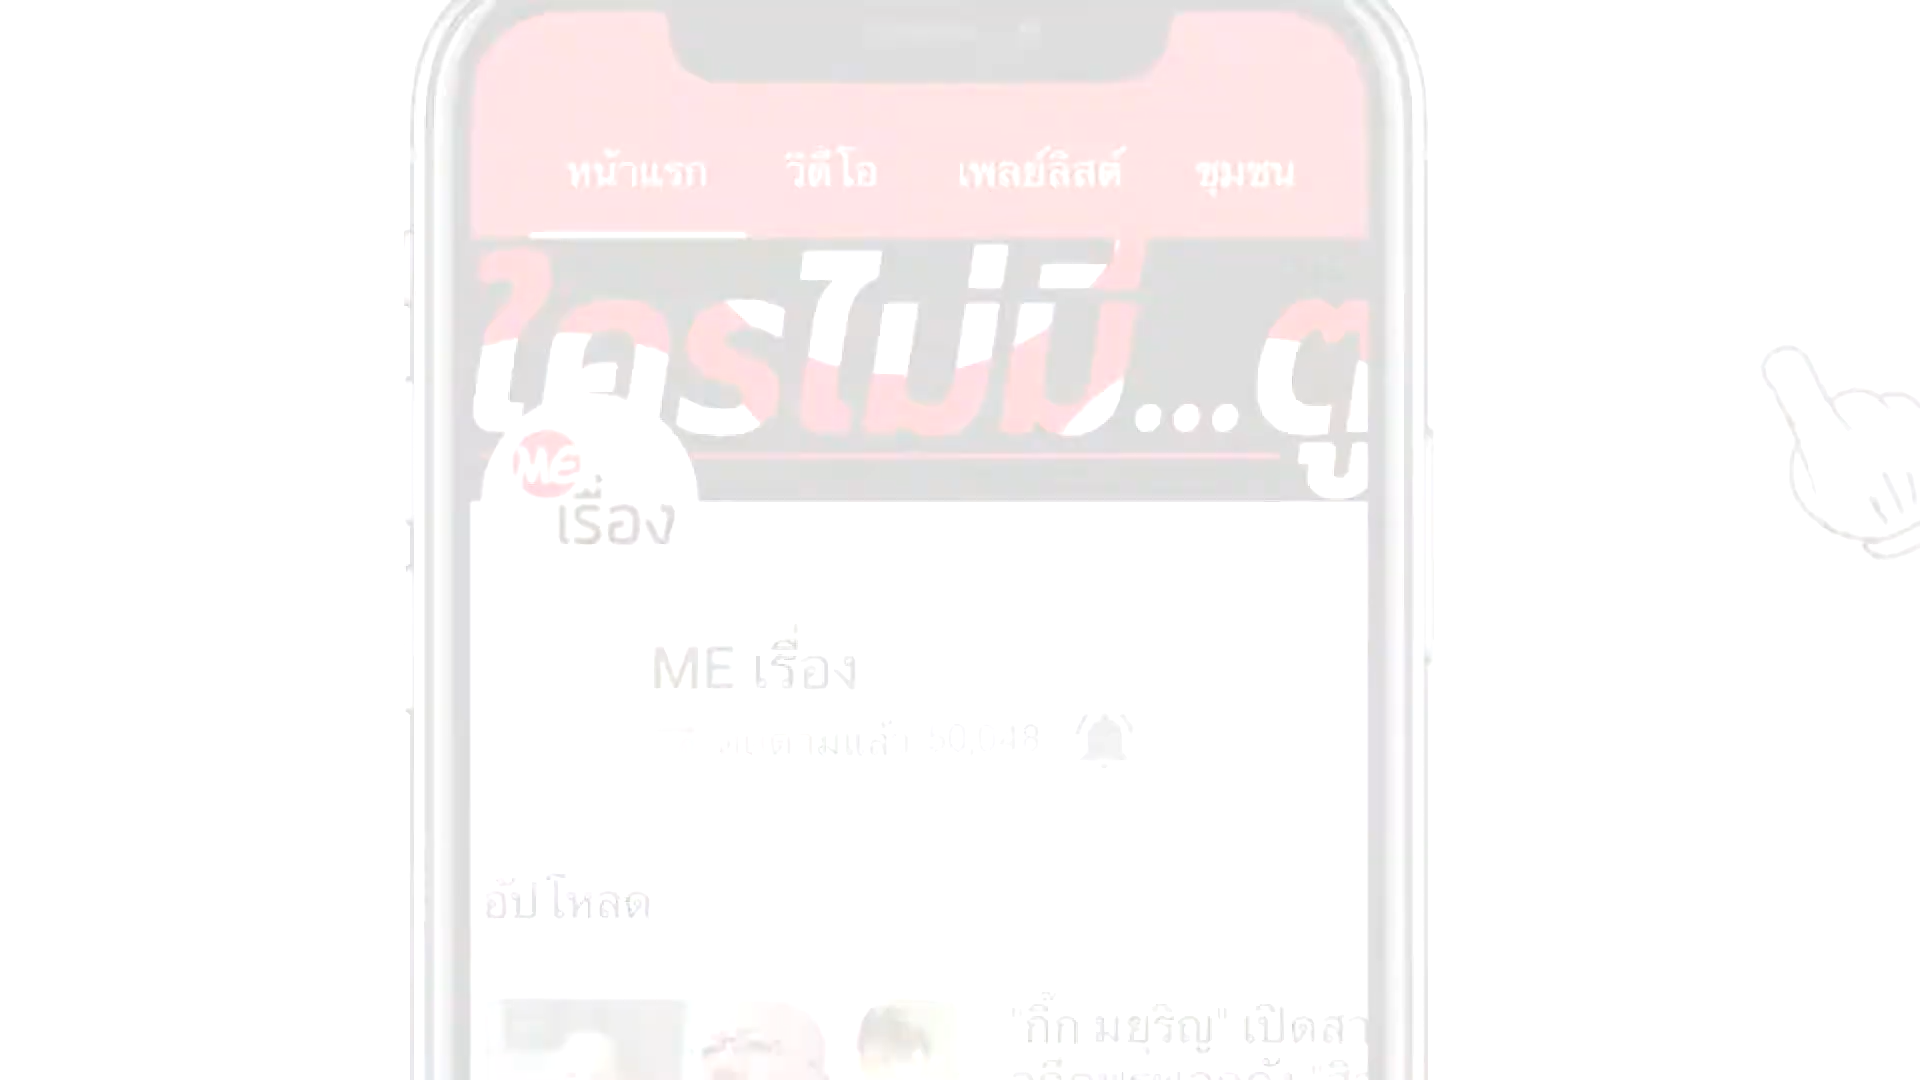 หน้าแรก วิดีโอ เพลย์ลิสต์ ชุมชน
ใครไม่มี...ตู
ME
เรื่อง
ME เรื่อง
อัปโหลด
"กิ๊ก มยุริญ" เปิดสา